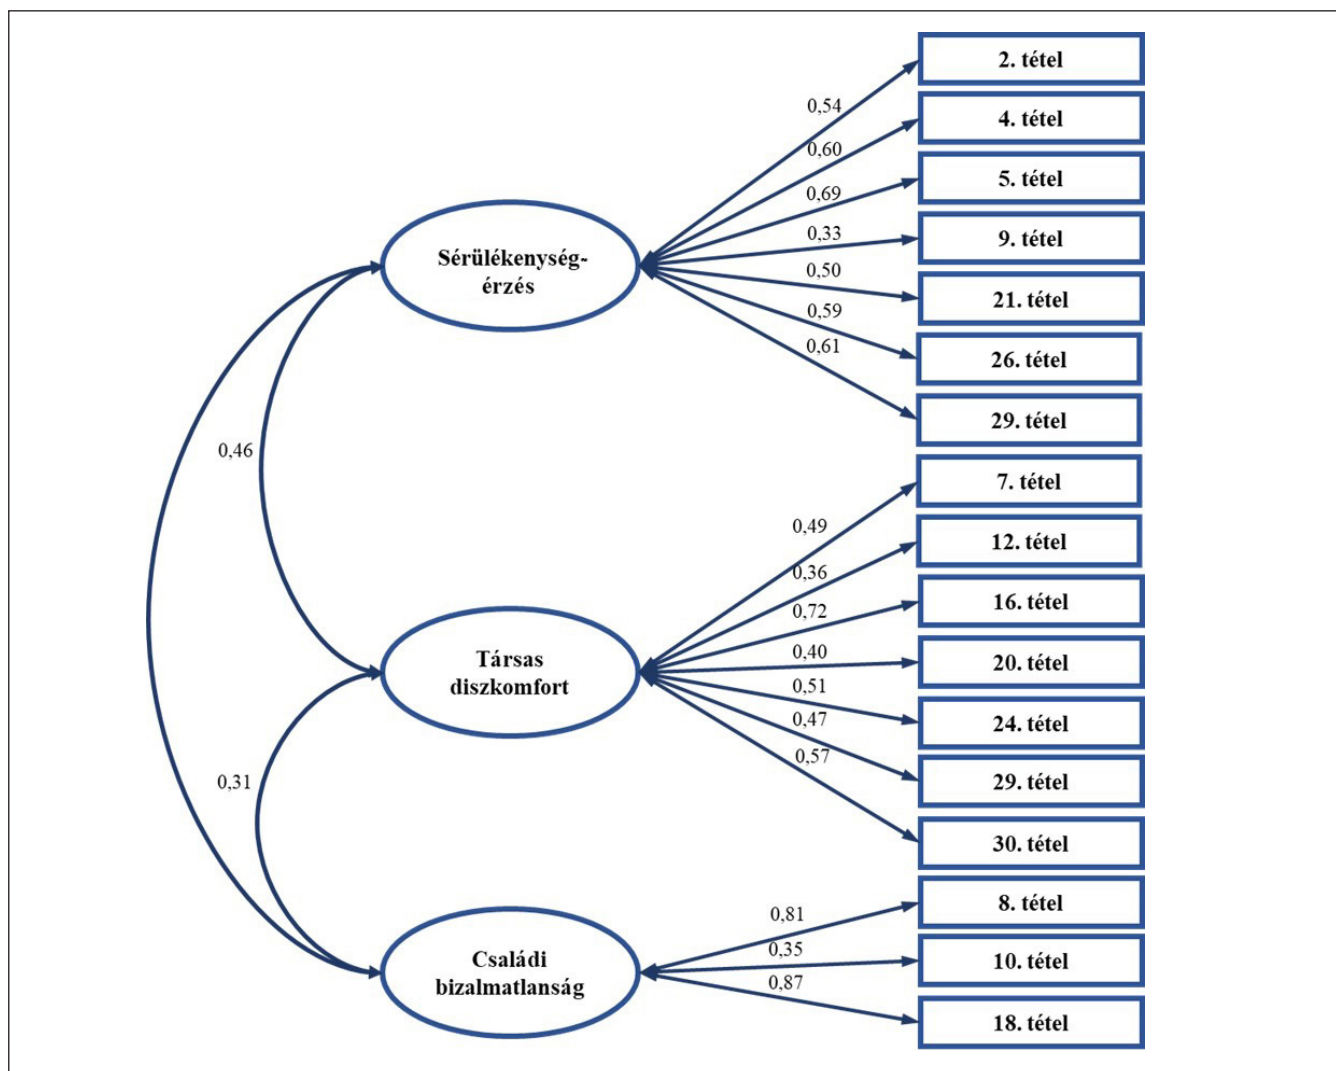 2. tétel
0,54
4. tétel
0,60
5. tétel
0,69
9. tétel
0,33
21. tétel
0,50
26. tétel
0,59
29. tétel
0,61
Sérülékenység-
érzés
0,46
7. tétel
0,49
12. tétel
0,36
16. tétel
0,72
20. tétel
0,40
24. tétel
0,51
29. tétel
0,47
30. tétel
0,57
Társas
diszkomfort
0,31
8. tétel
0,81
10. tétel
0,35
18. tétel
0,87
Családi
bizalmatlanság